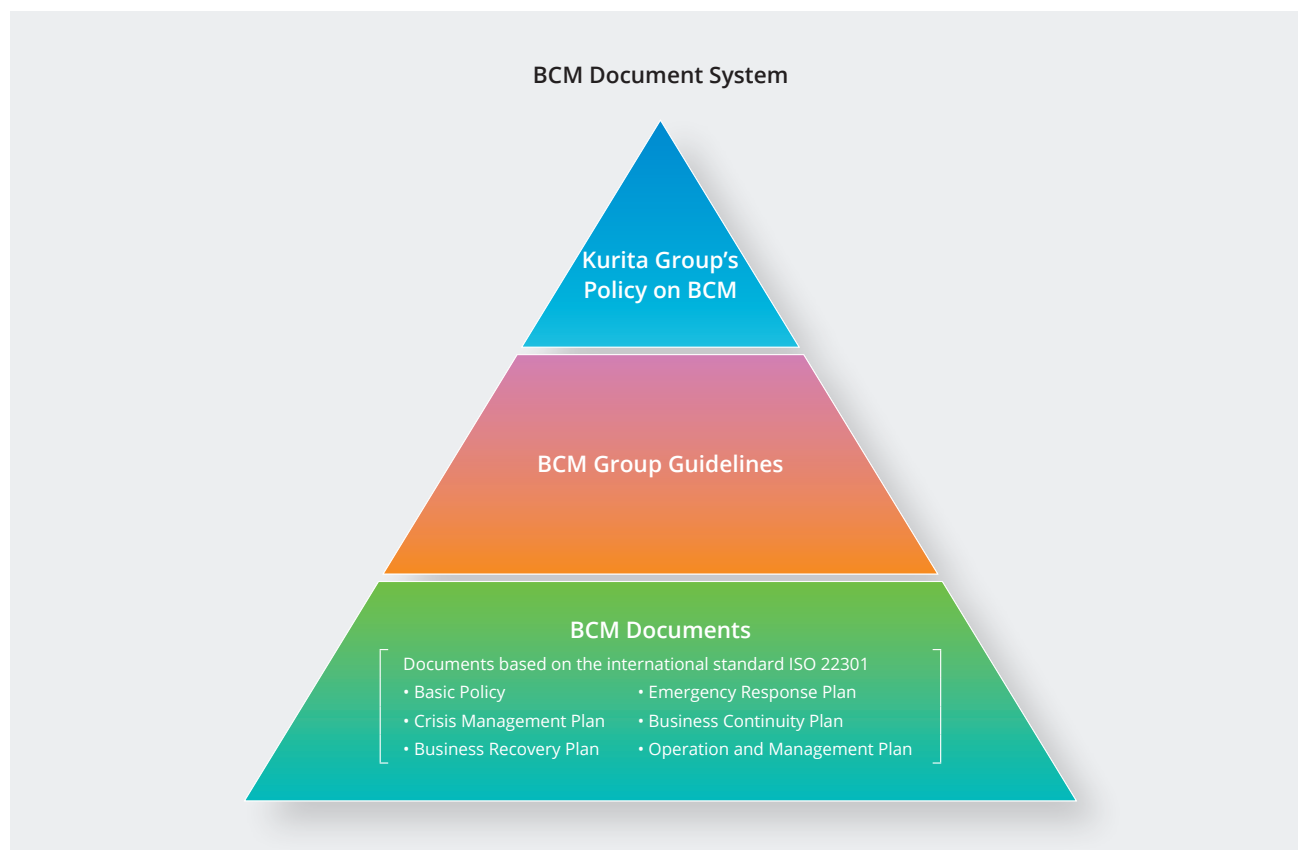 BCM Document System
Kurita Group’s
Policy on BCM
BCM Group Guidelines
BCM Documents
Documents based on the international standard ISO 22301
• Basic Policy
• Emergency Response Plan
• Crisis Management Plan
• Business Continuity Plan
• Business Recovery Plan
• Operation and Management Plan